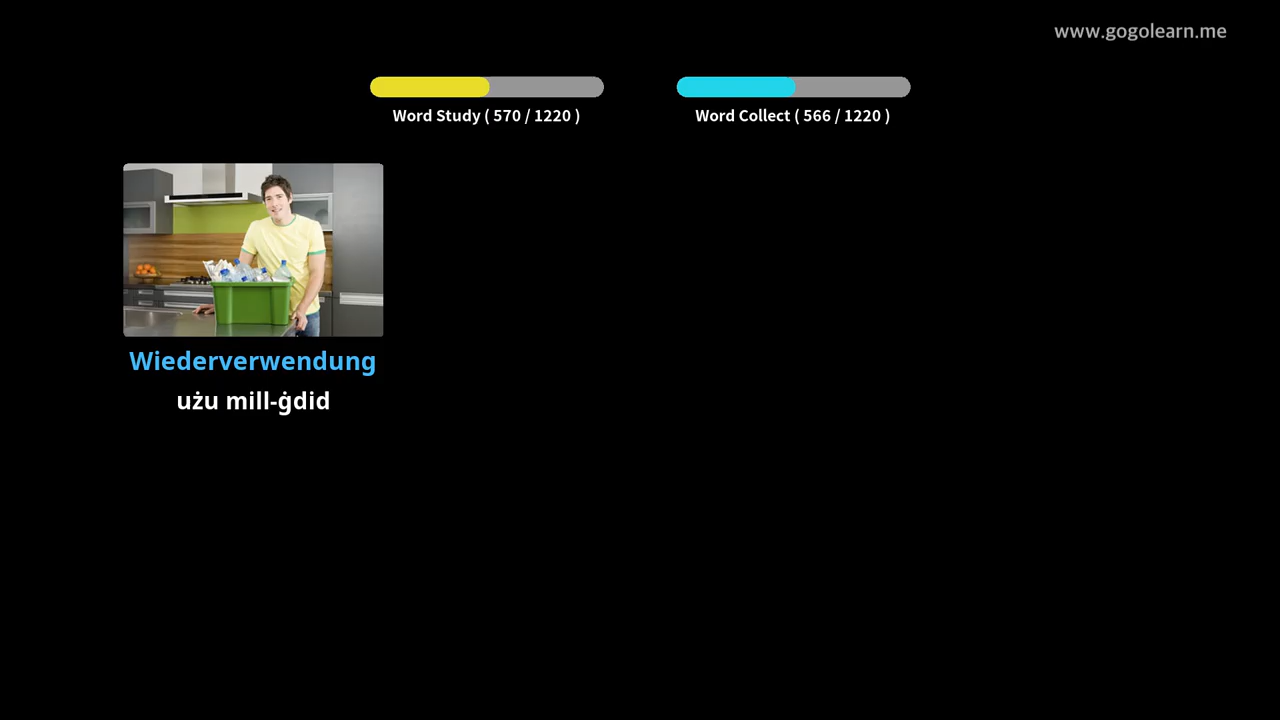 www.gogolearn.me
Word Study ( 570 / 1220 )
Word Collect ( 566 / 1220 )
Wiederverwendung
użu mill-ġdid